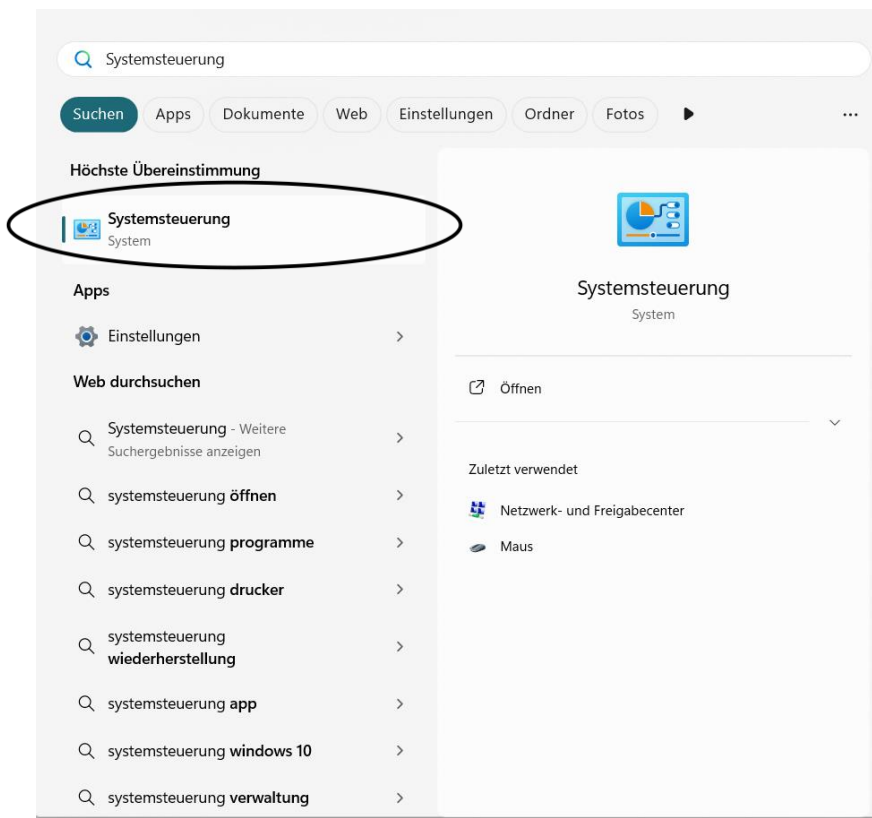 Systemsteuerung
Suchen Apps Dokumente Web Einstellungen Ordner Fotos ...
Höchste Übereinstimmung
Systemsteuerung
System
Apps
Einstellungen
Web durchsuchen
Systemsteuerung - Weitere
Suchergebnisse anzeigen
systemsteuerung öffnen
systemsteuerung programme
systemsteuerung drucker
systemsteuerung
wiederherstellung
systemsteuerung app
systemsteuerung windows 10
systemsteuerung verwaltung
Systemsteuerung
System
Öffnen
Zuletzt verwendet
Netzwerk- und Freigabecenter
Maus